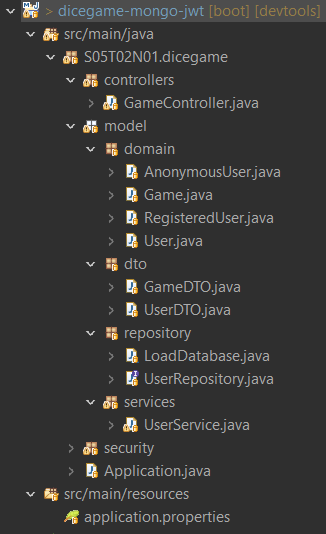 > dicegame-mongo-jwt [boot] [devtools]
src/main/java
S05T02N01.dicegame
controllers
GameController.java
model
domain
AnonymousUser.java
Game.java
RegisteredUser.java
User.java
dto
GameDTO.java
UserDTO.java
repository
LoadDatabase.java
UserRepository.java
services
UserService.java
security
Application.java
src/main/resources
application.properties